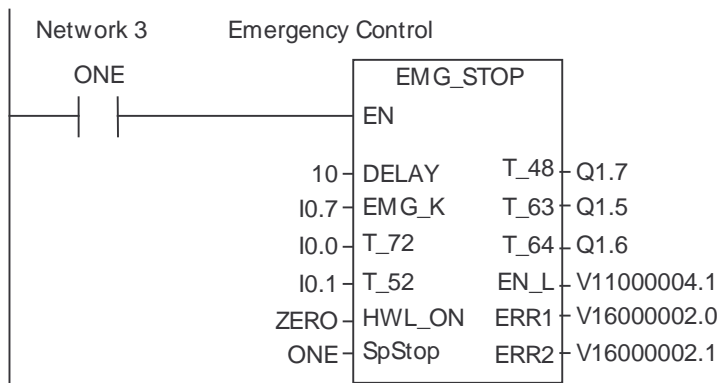 Network 3 Emergency Control
ONE
EMG_STOP
EN
10 DELAY T_48 Q1.7
I0.7 EMG_K T_63 Q1.5
I0.0 T_72 T_64 Q1.6
I0.1 T_52 EN_L V11000004.1
ZERO HWL_ON ERR1 V16000002.0
ONE SpStop ERR2 V16000002.1